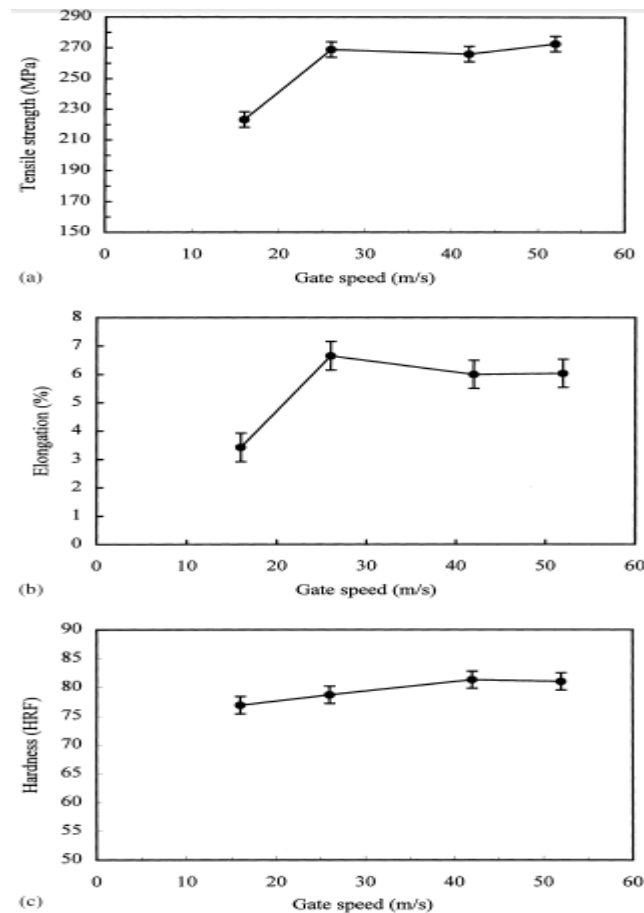 290
270
250
230
210
190
170
150
Tensile strength (MPa)
0 10 20 30 40 50 60
(a) Gate speed (m/s)
8
7
6
5
4
3
2
1
0
Elongation (%)
0 10 20 30 40 50 60
(b) Gate speed (m/s)
90
85
80
75
70
65
60
55
50
Hardness (HRF)
0 10 20 30 40 50 60
(c) Gate speed (m/s)